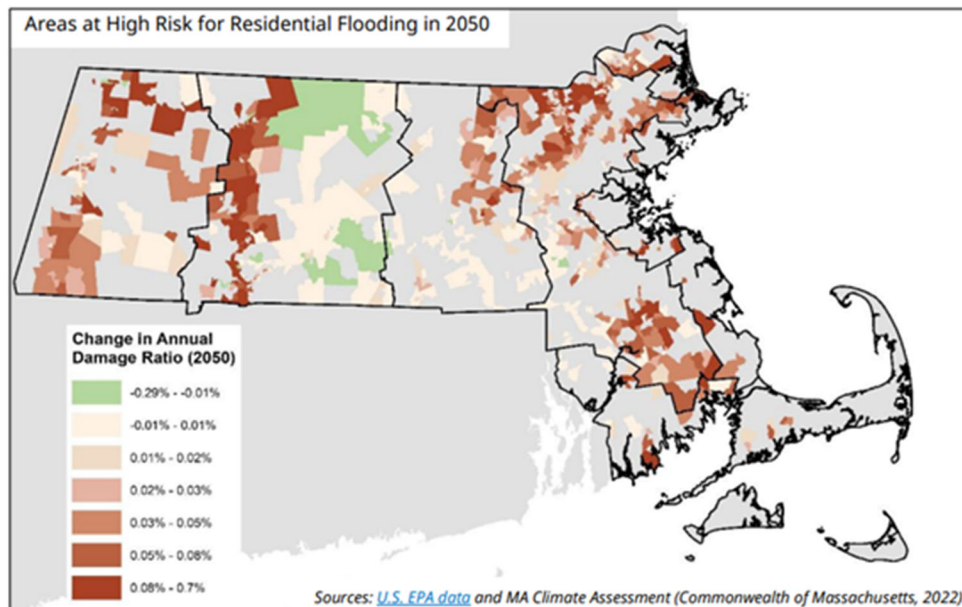 Areas at High Risk for Residential Flooding in 2050
Change in Annual
Damage Ratio (2050)
-0.29% - -0.01%
-0.01% - 0.01%
0.01% - 0.02%
0.02% - 0.03%
0.03% - 0.05%
0.05% - 0.08%
0.08% - 0.7%
Sources: U.S. EPA data and MA Climate Assessment (Commonwealth of Massachusetts, 2022)